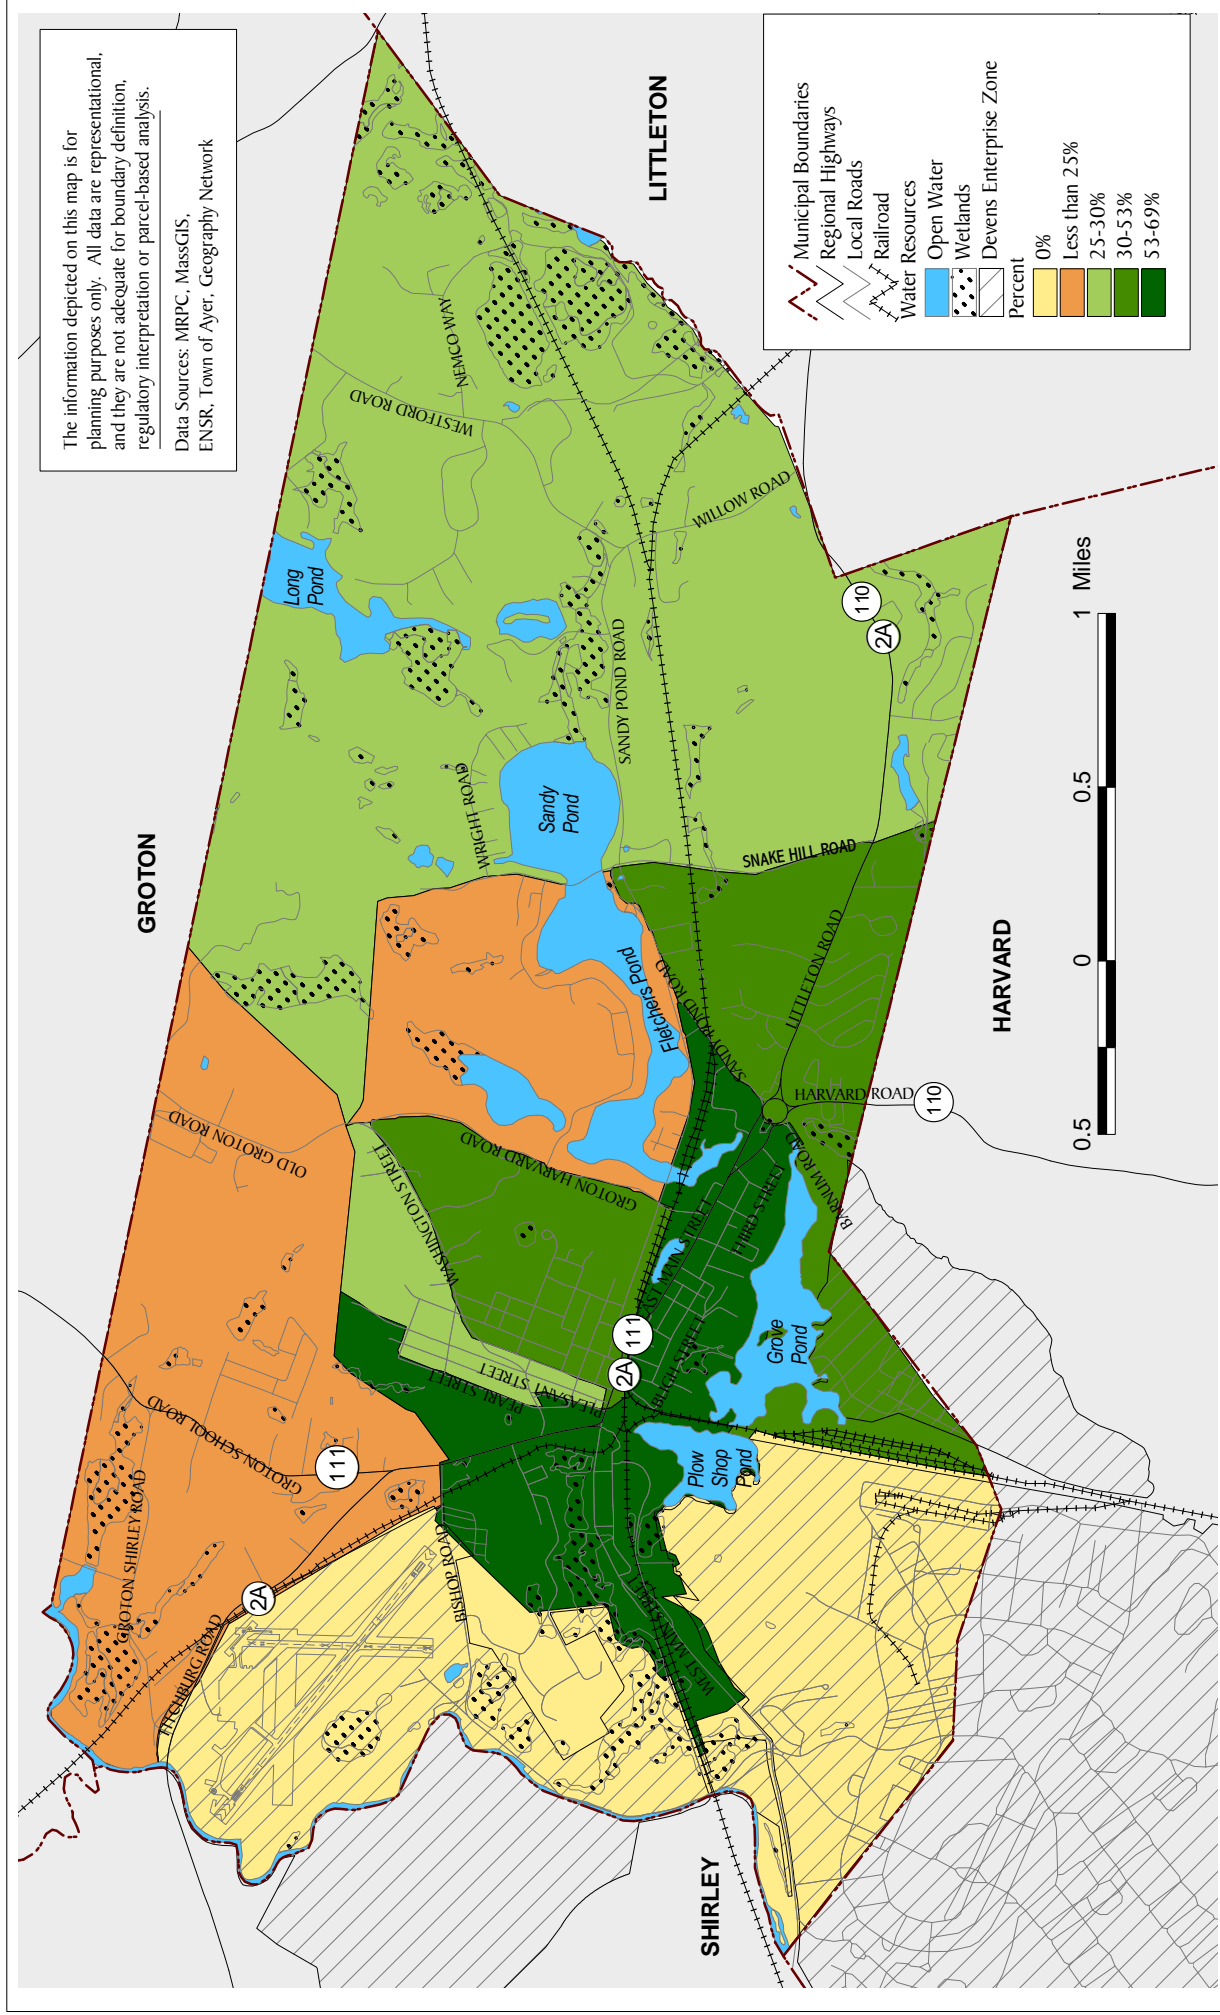 The information depicted on this map is for
planning purposes only. All data are representational,
and they are not adequate for boundary definition,
regulatory interpretation or parcel-based analysis.
Data Sources: MRPC, MassGIS,
ENSR, Town of Ayer, Geography Network
GROTON
LITTLETON
HARVARD
SHIRLEY
Municipal Boundaries
Regional Highways
Local Roads
Railroad
Water Resources
Open Water
Wetlands
Devens Enterprise Zone
Percent
0%
Less than 25%
25-30%
30-53%
53-69%
NEMCO WAY
WESTFORD ROAD
WILLOW ROAD
Long
Pond
SANDY POND ROAD
WRIGHT ROAD
Sandy
Pond
SNAKE HILL ROAD
110
2A
LITTLETON ROAD
Fletchers Pond
SANDY POND ROAD
HARVARD ROAD
110
BARNUM ROAD
OLD GROTON ROAD
WASHINGTON STREET
GROTON HARVARD ROAD
EAST MAIN STREET
THIRD STREET
111
2A
Grove
Pond
PEARL STREET
PLEASANT STREET
Plow
Shop
Pond
GROTON SCHOOL ROAD
111
GROTON SHIRLEY ROAD
2A
FITCHBURG ROAD
BISHOP ROAD
WEST MAIN STREET
0.5
0
0.5
1 Miles